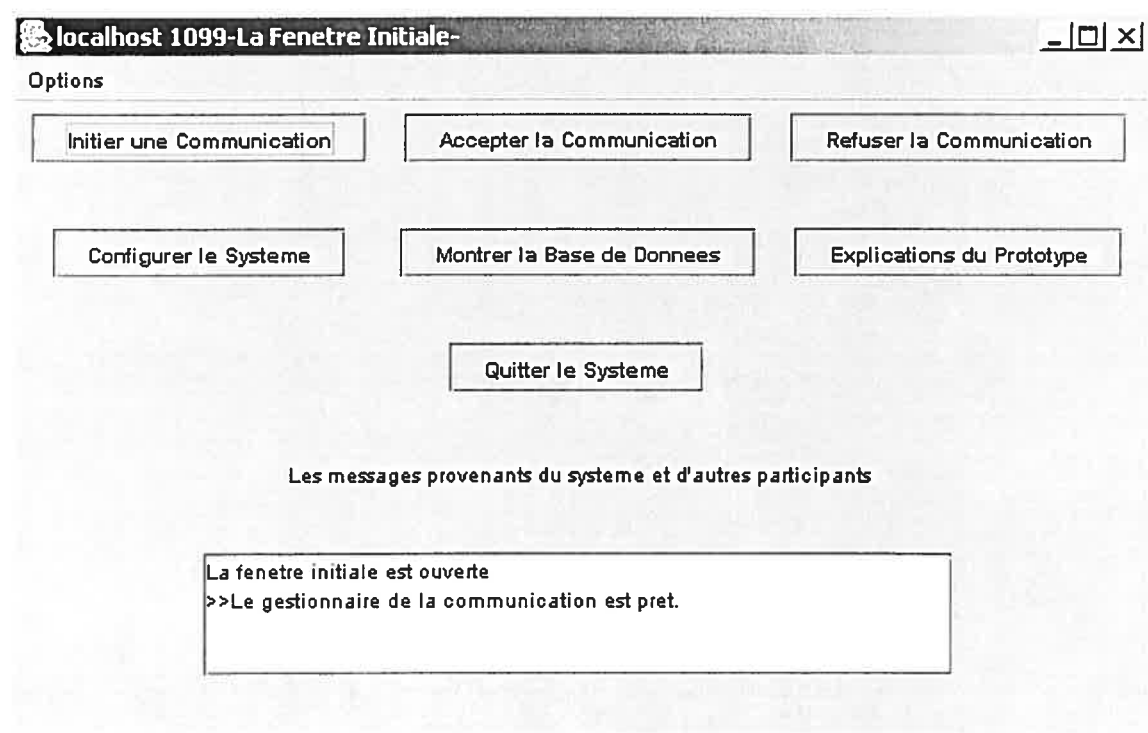 localhost 1099-La Fenetre Initiale-
Options
Initier une Communication
Accepter la Communication
Refuser la Communication
Configurer le Systeme
Montrer la Base de Donnees
Explications du Prototype
Quitter le Systeme
Les messages provenants du systeme et d'autres participants
La fenetre initiale est ouverte
>>Le gestionnaire de la communication est pret.